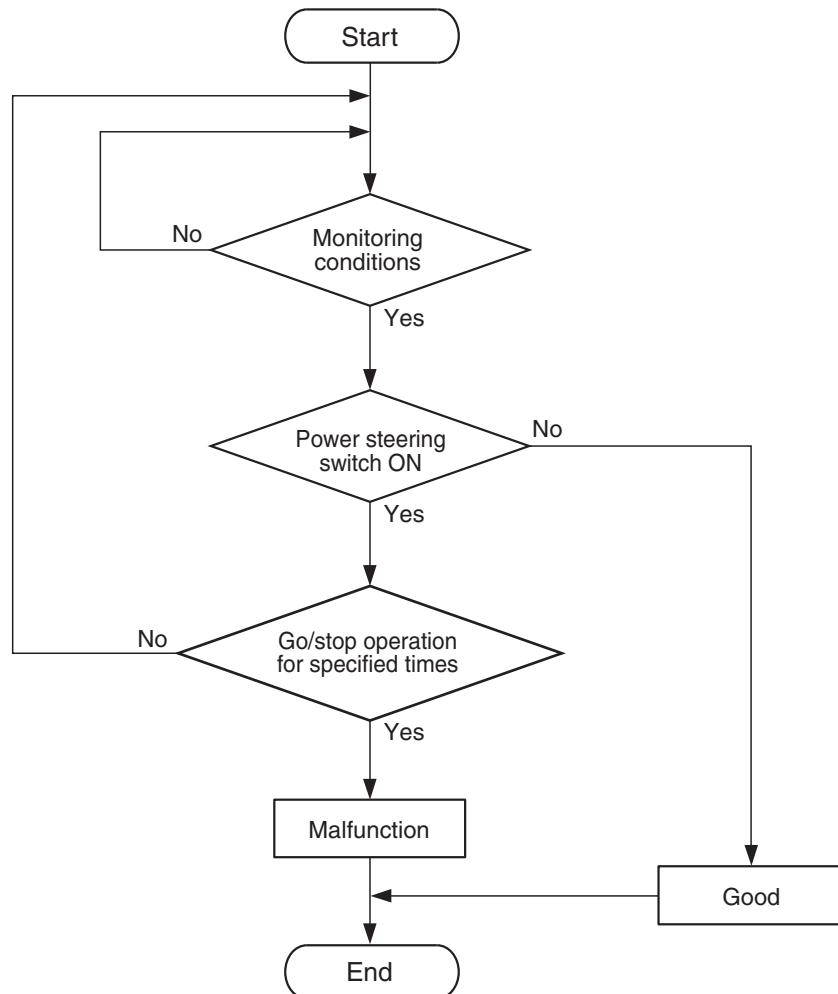 Start
Monitoring
conditions
No
Yes
Power steering
switch ON
No
Yes
Go/stop operation
for specified times
No
Yes
Malfunction
Good
End